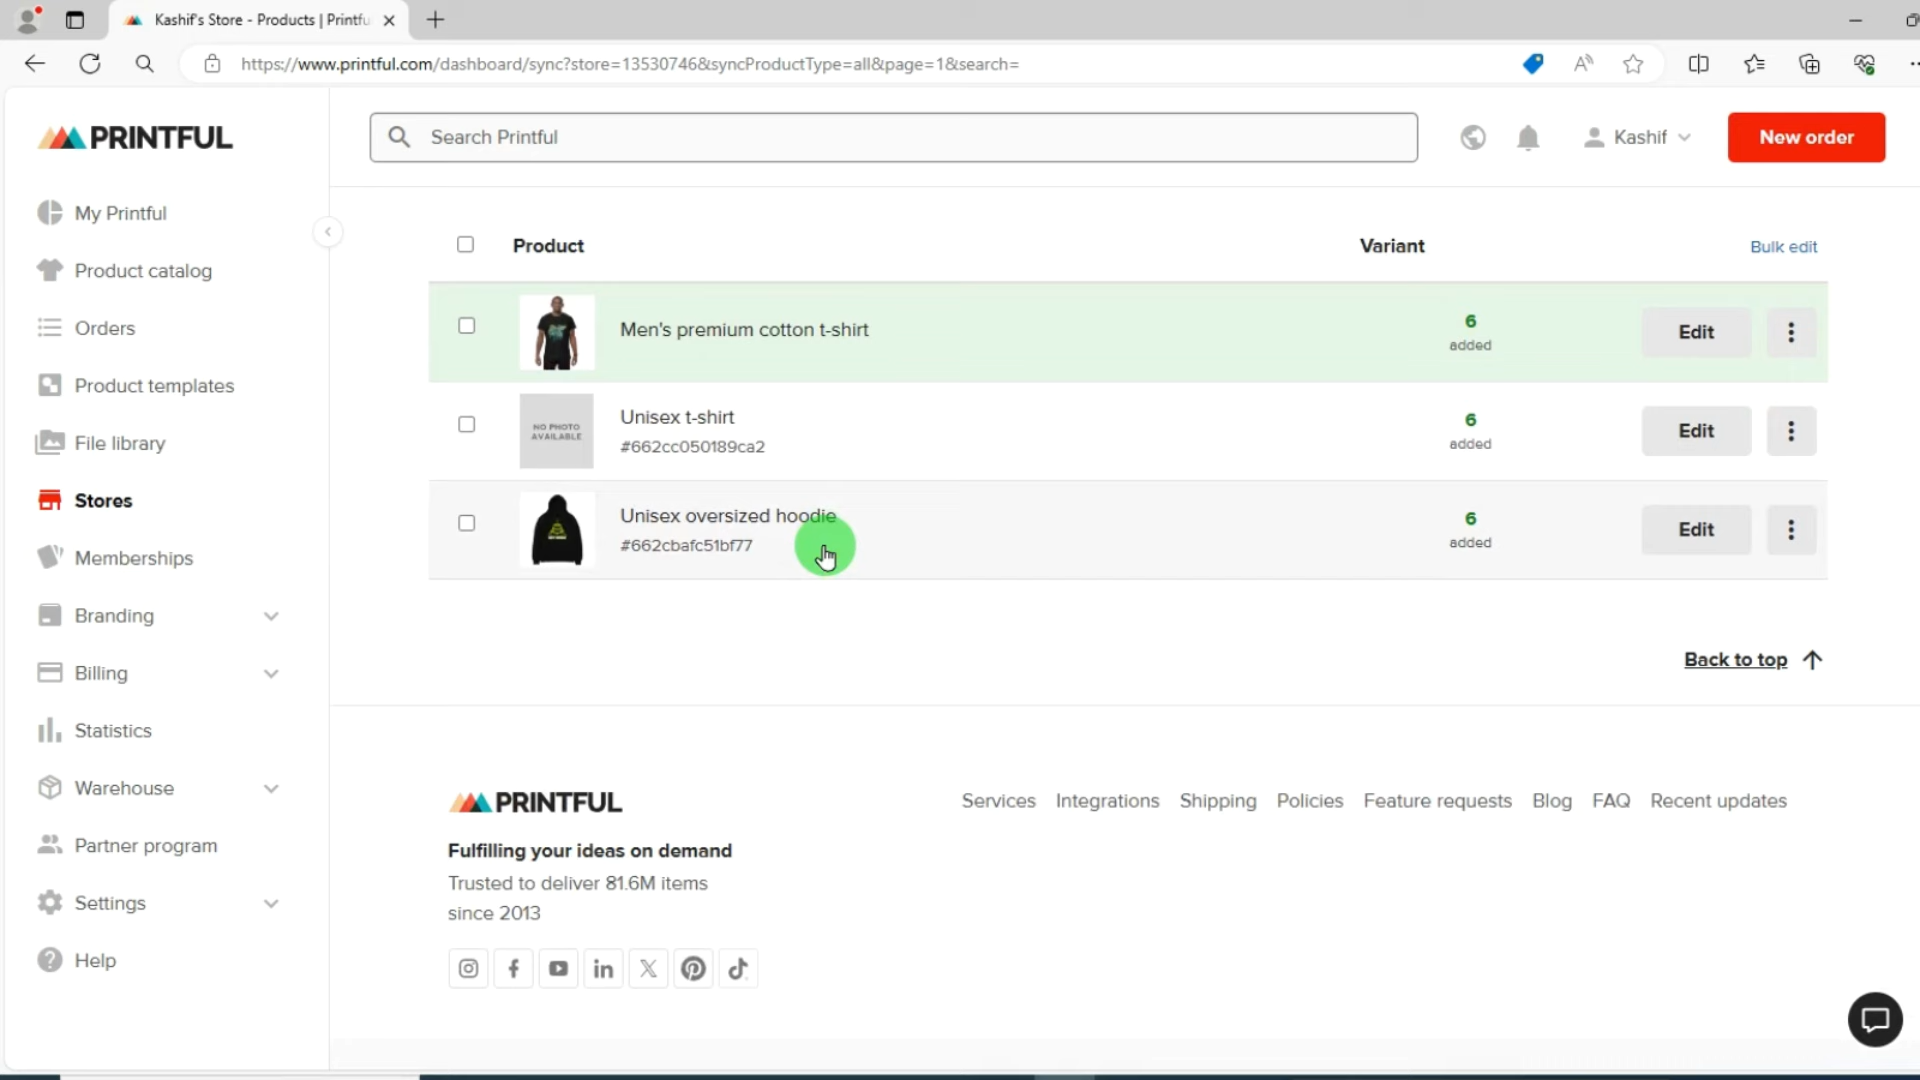 Kashif's Store - Products | Printfu
https://www.printful.com/dashboard/sync?store=13530746&syncProductType=all&page=1&search=
PRINTFUL
Search Printful
Kashif
New order
My Printful
Product catalog
Orders
Product templates
File library
Stores
Memberships
Branding
Billing
Statistics
Warehouse
Partner program
Settings
Help
Product
Variant
Bulk edit
Men's premium cotton t-shirt
6
added
Edit
NO PHOTO
AVAILABLE
Unisex t-shirt
#662cc050189ca2
6
added
Edit
Unisex oversized hoodie
#662cbafc51bf77
6
added
Edit
Back to top
PRINTFUL
Services
Integrations
Shipping
Policies
Feature requests
Blog
FAQ
Recent updates
Fulfilling your ideas on demand
Trusted to deliver 81.6M items
since 2013